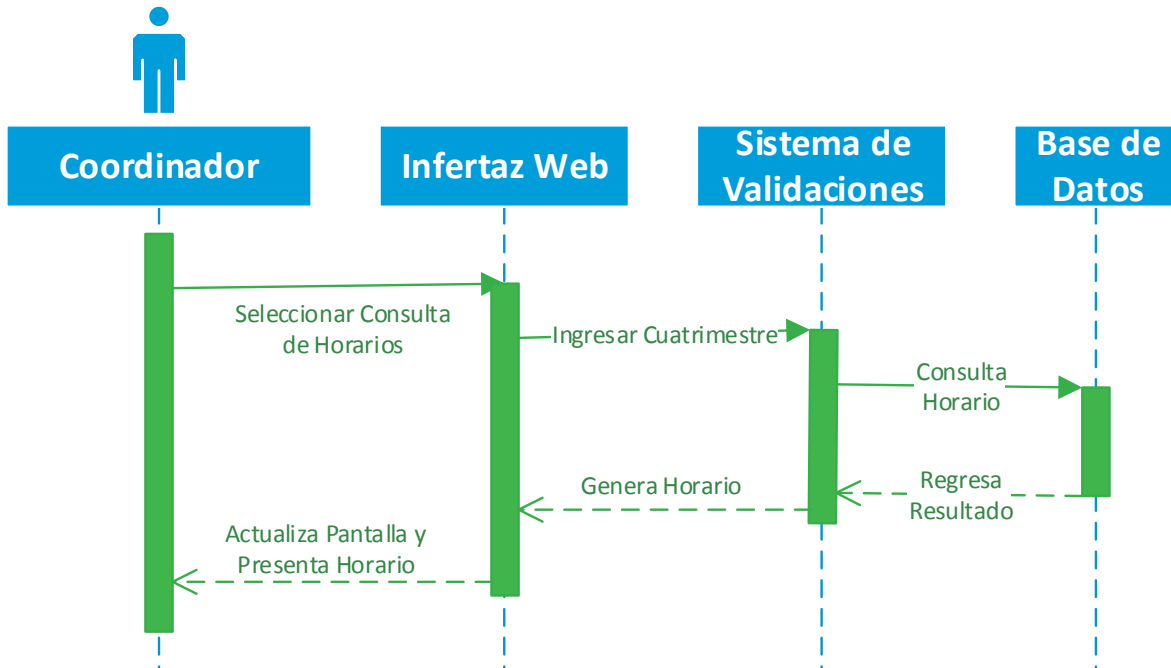 Coordinador
Infertaz Web
Sistema de
Validaciones
Base de
Datos
Seleccionar Consulta
de Horarios
Ingresar Cuatrimestre
Consulta
Horario
Regresa
Resultado
Genera Horario
Actualiza Pantalla y
Presenta Horario